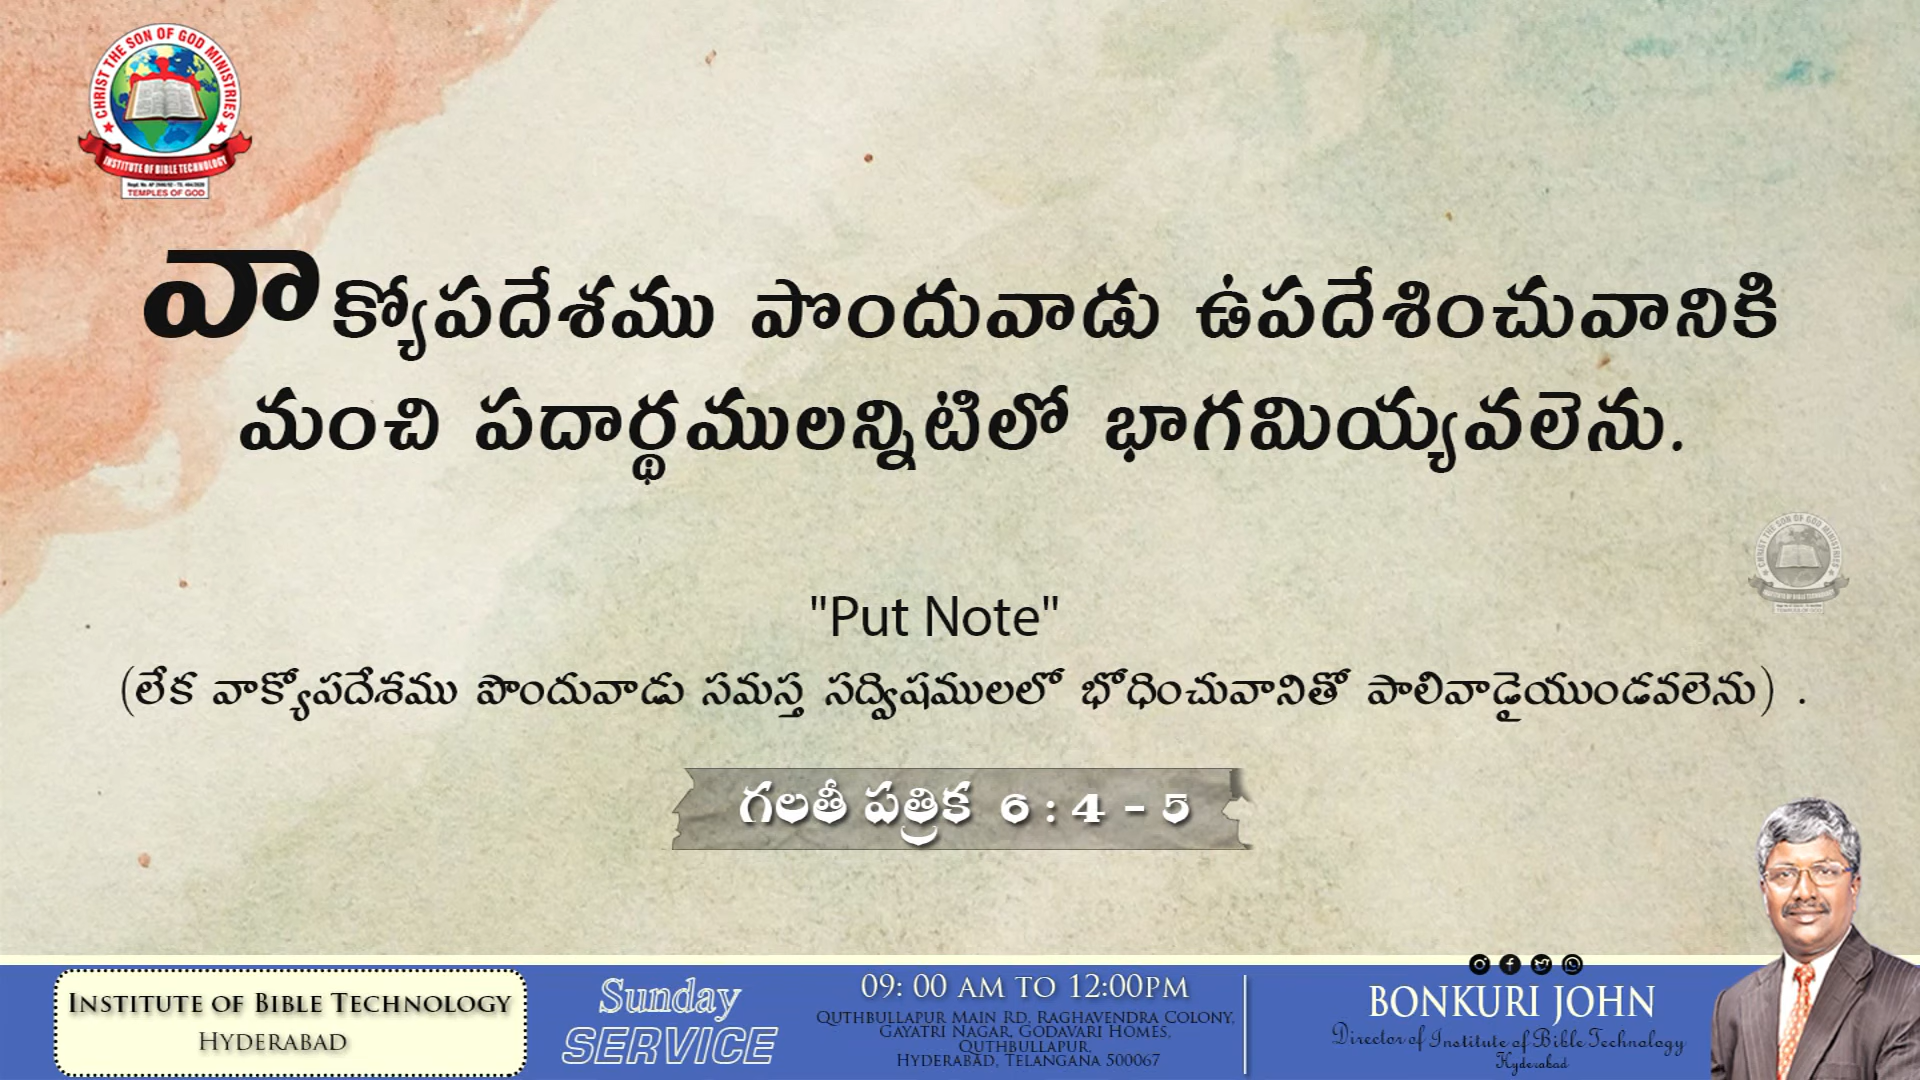 CHRIST THE SON OF GOD MINISTRIES
INSTITUTE OF BIBLE TECHNOLOGY
TEMPLES OF GOD
వాక్యోపదేశము పొందువాడు ఉపదేశించువానికి
మంచి పదార్థములన్నిటిలో భాగమియ్యవలెను.
"Put Note"
(లేక వాక్యోపదేశము పొందువాడు సమస్త సద్విషములలో భోధించువానితో పాలివాడైయుండవలెను) .
గలతీ పత్రిక 6 : 4 - 5
INSTITUTE OF BIBLE TECHNOLOGY
HYDERABAD
Sunday
SERVICE
09: 00 AM TO 12:00PM
QUTHBULLAPUR MAIN RD, RAGHAVENDRA COLONY,
GAYATRI NAGAR, GODAVARI HOMES,
QUTHBULLAPUR,
HYDERABAD, TELANGANA 500067
BONKURI JOHN
Director of Institute of Bible Technology
Hyderabad